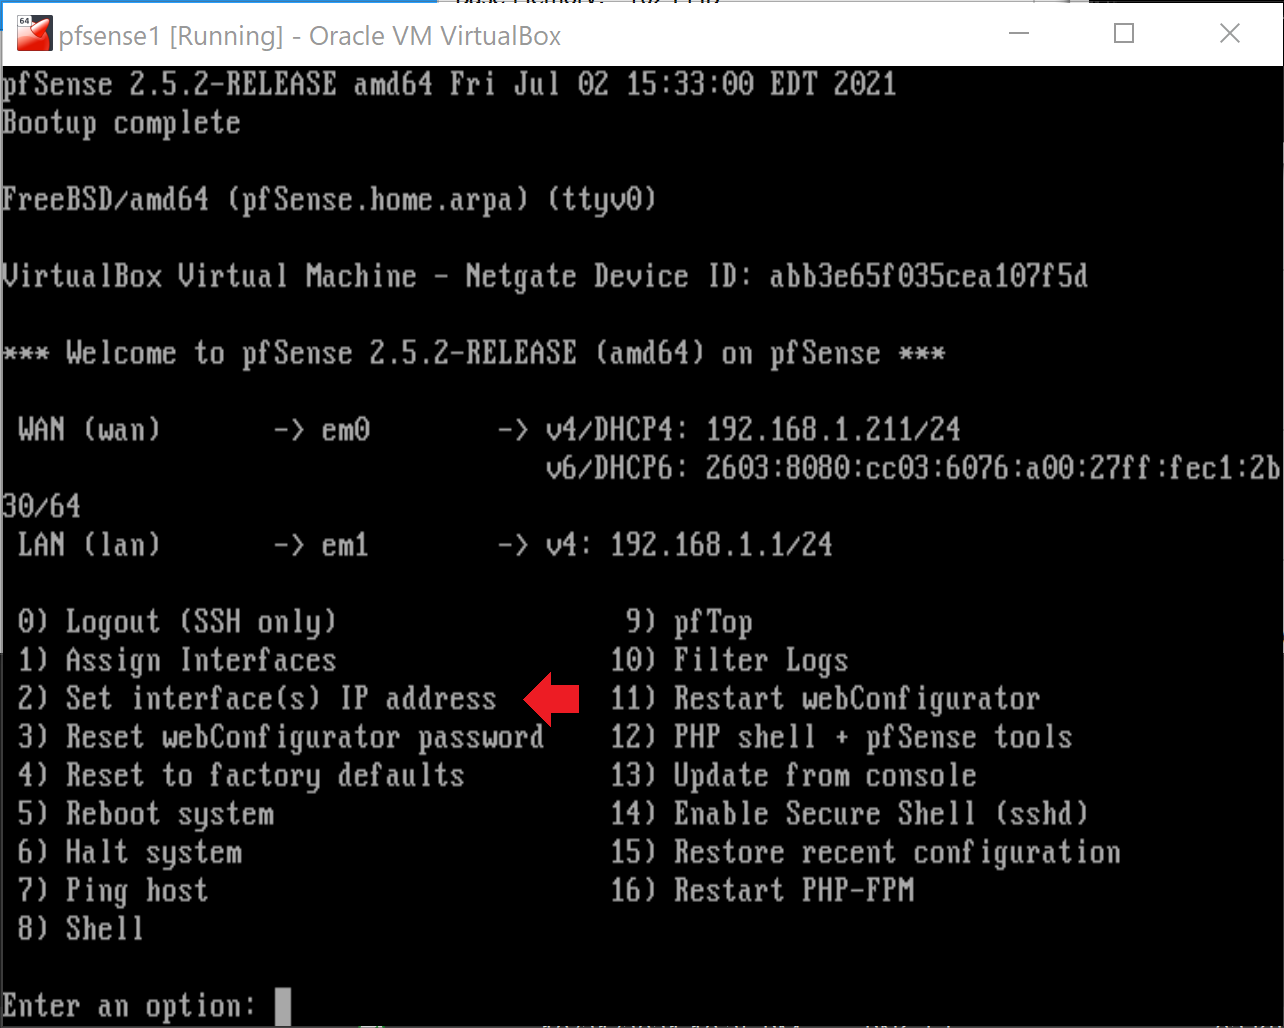 64
pfsense1 [Running] - Oracle VM VirtualBox
pfSense 2.5.2-RELEASE amd64 Fri Jul 02 15:33:00 EDT 2021
Bootup complete
FreeBSD/amd64 (pfSense.home.arpa) (ttyv0)
VirtualBox Virtual Machine - Netgate Device ID: abb3e65f035cea107f5d
*** Welcome to pfSense 2.5.2-RELEASE (amd64) on pfSense ***
WAN (wan) -> em0 -> v4/DHCP4: 192.168.1.211/24
v6/DHCP6: 2603:8080:cc03:6076:a00:27ff:fec1:2b
30/64
LAN (lan) -> em1 -> v4: 192.168.1.1/24
0) Logout (SSH only) 9) pfTop
1) Assign Interfaces 10) Filter Logs
2) Set interface(s) IP address 11) Restart webConfigurator
3) Reset webConfigurator password 12) PHP shell + pfSense tools
4) Reset to factory defaults 13) Update from console
5) Reboot system 14) Enable Secure Shell (sshd)
6) Halt system 15) Restore recent configuration
7) Ping host 16) Restart PHP-FPM
8) Shell
Enter an option: